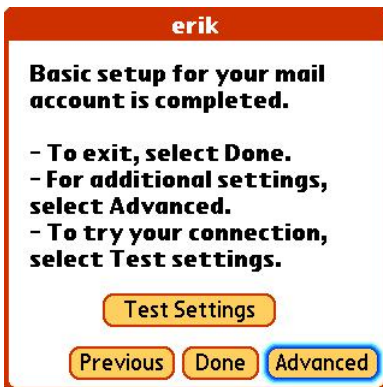 erik
Basic setup for your mail
account is completed.
- To exit, select Done.
- For additional settings,
select Advanced.
- To try your connection,
select Test settings.
Test Settings
Previous Done Advanced